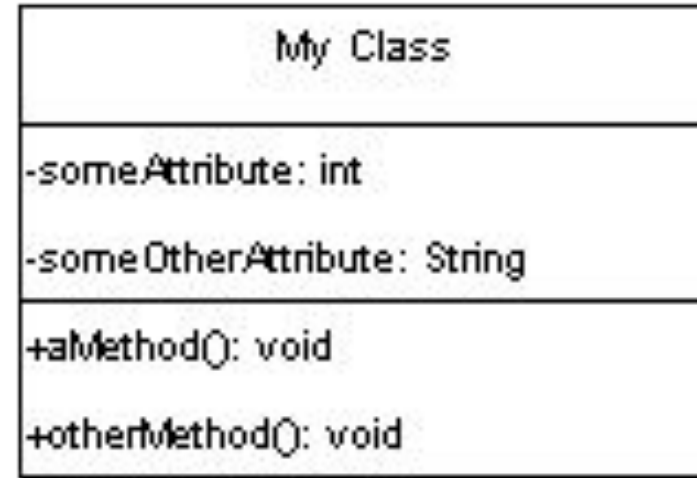 My Class
-someAttribute: int
-someOtherAttribute: String
+aMethod(): void
+otherMethod(): void